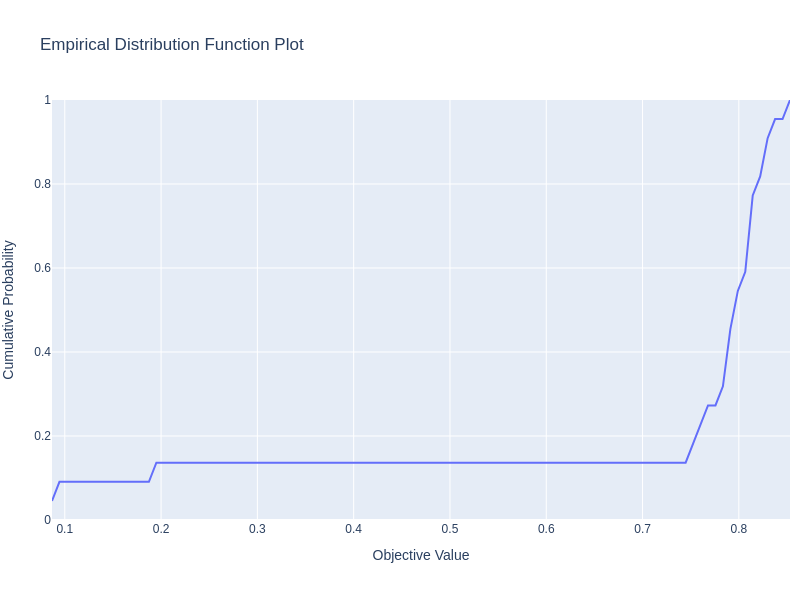 Empirical Distribution Function Plot
Cumulative Probability
1
0.8
0.6
0.4
0.2
0
0.1 0.2 0.3 0.4 0.5 0.6 0.7 0.8
Objective Value